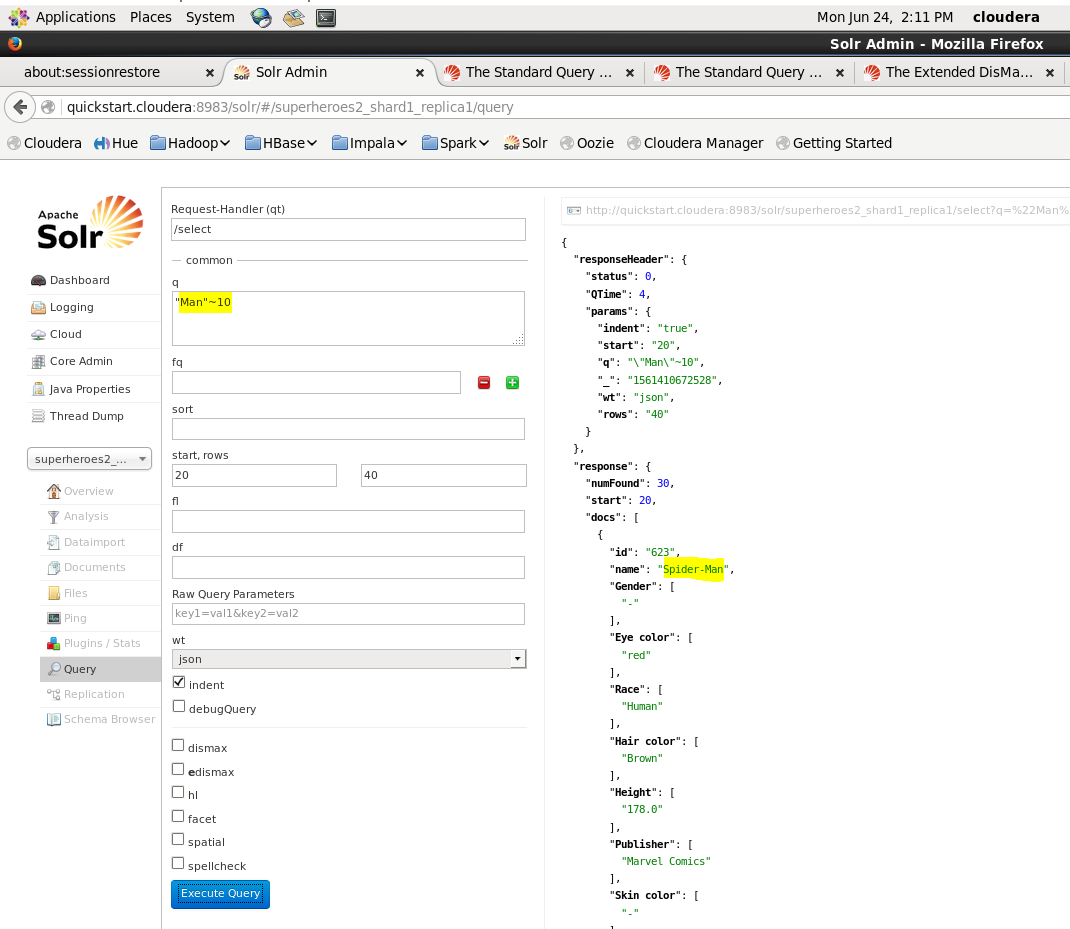 Applications Places System Mon Jun 24, 2:11 PM cloudera
Solr Admin - Mozilla Firefox
about:sessionrestore × Solr Admin × The Standard Query ... × The Standard Query ... × The Extended DisMa... ×
quickstart.cloudera:8983/solr/#/superheroes2_shard1_replica1/query
Cloudera Hue Hadoop HBase Impala Spark Solr Oozie Cloudera Manager Getting Started
Apache
Solr
Dashboard
Logging
Cloud
Core Admin
Java Properties
Thread Dump
superheroes2_...
Overview
Analysis
Dataimport
Documents
Files
Ping
Plugins / Stats
Query
Replication
Schema Browser
Request-Handler (qt)
/select
common
q
"Man"~10
fq
sort
start, rows
20 40
fl
df
Raw Query Parameters
key1=val1&key2=val2
wt
json
indent
debugQuery
dismax
edismax
hl
facet
spatial
spellcheck
Execute Query
http://quickstart.cloudera:8983/solr/superheroes2_shard1_replica1/select?q=%22Man%
{
"responseHeader": {
"status": 0,
"QTime": 4,
"params": {
"indent": "true",
"start": "20",
"q": "\"Man\"~10",
"_": "1561410672528",
"wt": "json",
"rows": "40"
}
},
"response": {
"numFound": 30,
"start": 20,
"docs": [
{
"id": "623",
"name": "Spider-Man",
"Gender": [
"-"
],
"Eye color": [
"red"
],
"Race": [
"Human"
],
"Hair color": [
"Brown"
],
"Height": [
"178.0"
],
"Publisher": [
"Marvel Comics"
],
"Skin color": [
"-"